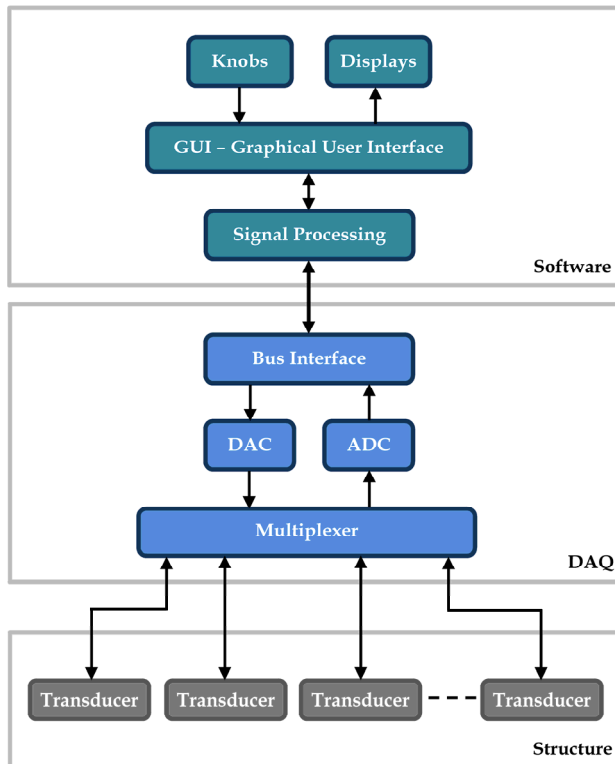 Knobs
Displays
GUI – Graphical User Interface
Signal Processing
Software
Bus Interface
DAC
ADC
Multiplexer
DAQ
Transducer
Transducer
Transducer
Transducer
Structure